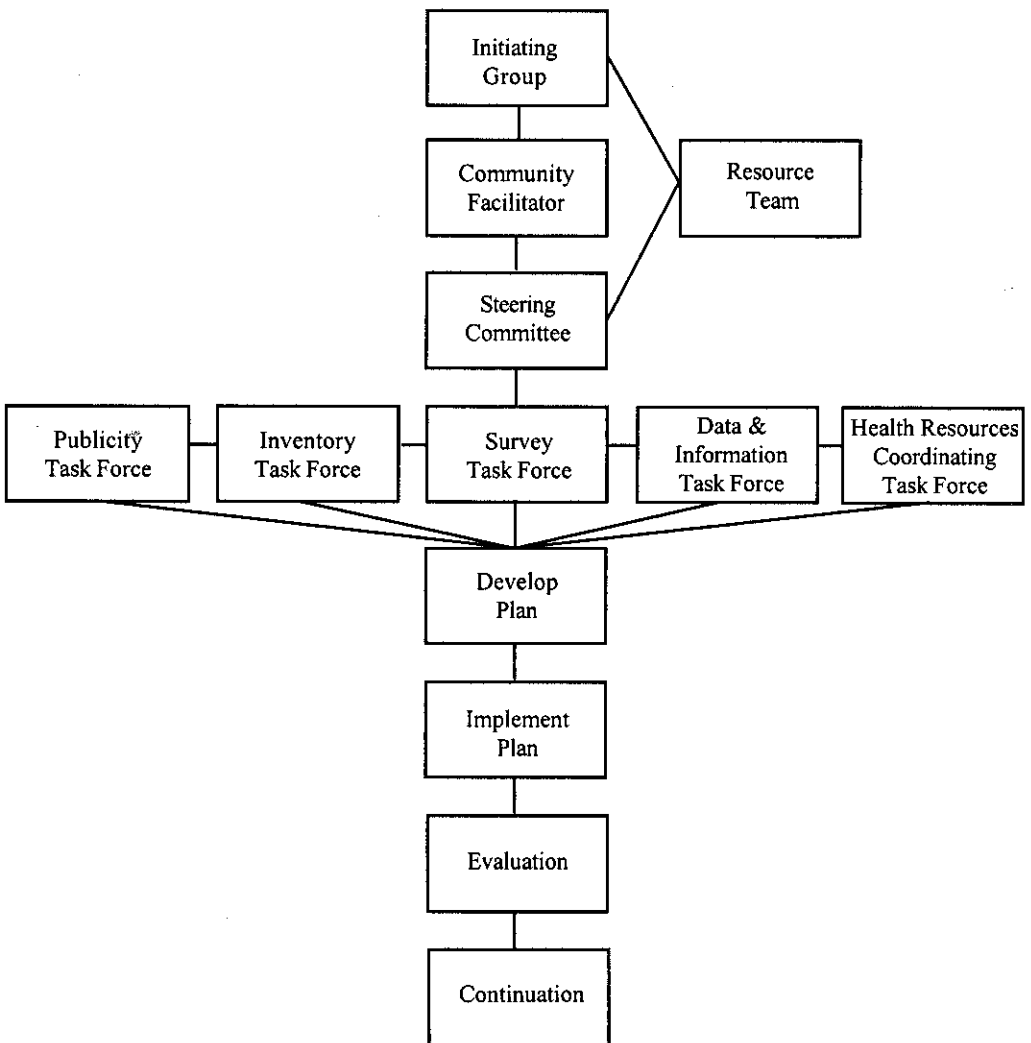 Initiating
Group
Community
Facilitator
Resource
Team
Steering
Committee
Publicity
Task Force
Inventory
Task Force
Survey
Task Force
Data &
Information
Task Force
Health Resources
Coordinating
Task Force
Develop
Plan
Implement
Plan
Evaluation
Continuation